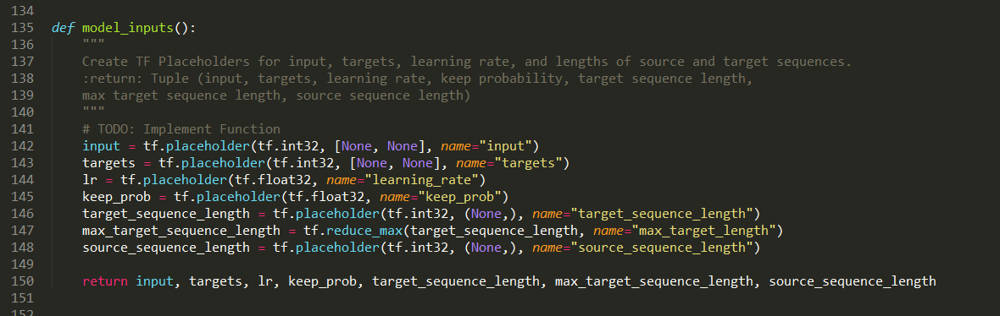 134
135 def model_inputs():
136     """
137     Create TF Placeholders for input, targets, learning rate, and lengths of source and target sequences.
138     :return: Tuple (input, targets, learning rate, keep probability, target sequence length,
139     max target sequence length, source sequence length)
140     """
141     # TODO: Implement Function
142     input = tf.placeholder(tf.int32, [None, None], name="input")
143     targets = tf.placeholder(tf.int32, [None, None], name="targets")
144     lr = tf.placeholder(tf.float32, name="learning_rate")
145     keep_prob = tf.placeholder(tf.float32, name="keep_prob")
146     target_sequence_length = tf.placeholder(tf.int32, (None,), name="target_sequence_length")
147     max_target_sequence_length = tf.reduce_max(target_sequence_length, name="max_target_length")
148     source_sequence_length = tf.placeholder(tf.int32, (None,), name="source_sequence_length")
149
150     return input, targets, lr, keep_prob, target_sequence_length, max_target_sequence_length, source_sequence_length
151
152